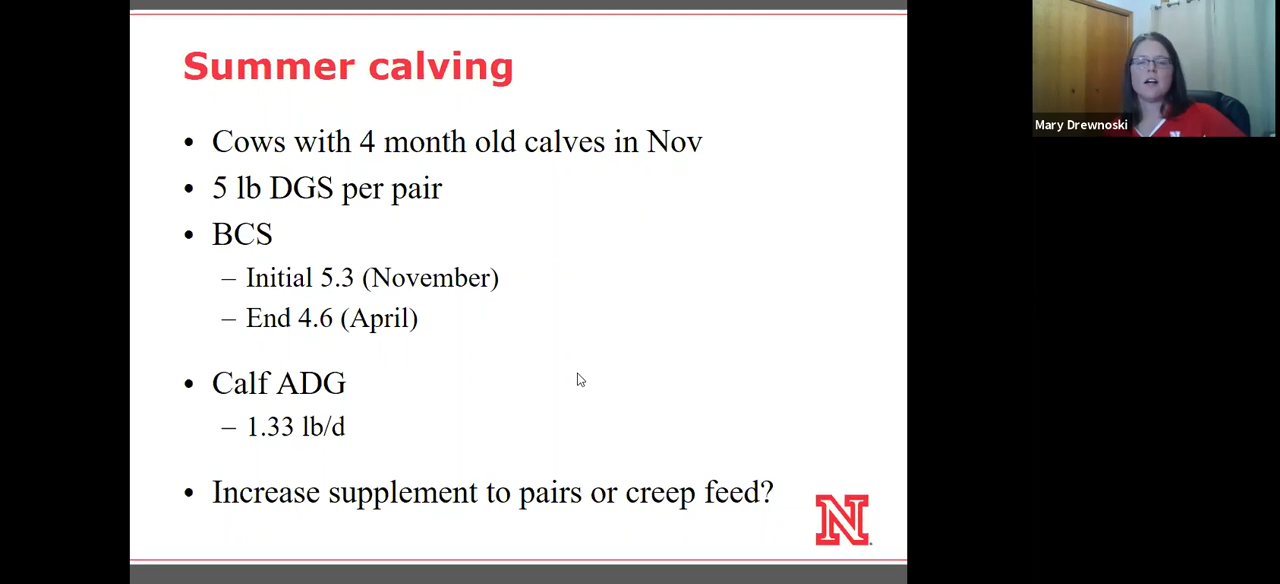 Summer calving
• Cows with 4 month old calves in Nov
• 5 lb DGS per pair
• BCS
– Initial 5.3 (November)
– End 4.6 (April)
• Calf ADG
– 1.33 lb/d
• Increase supplement to pairs or creep feed?
N
Mary Drewnoski
N